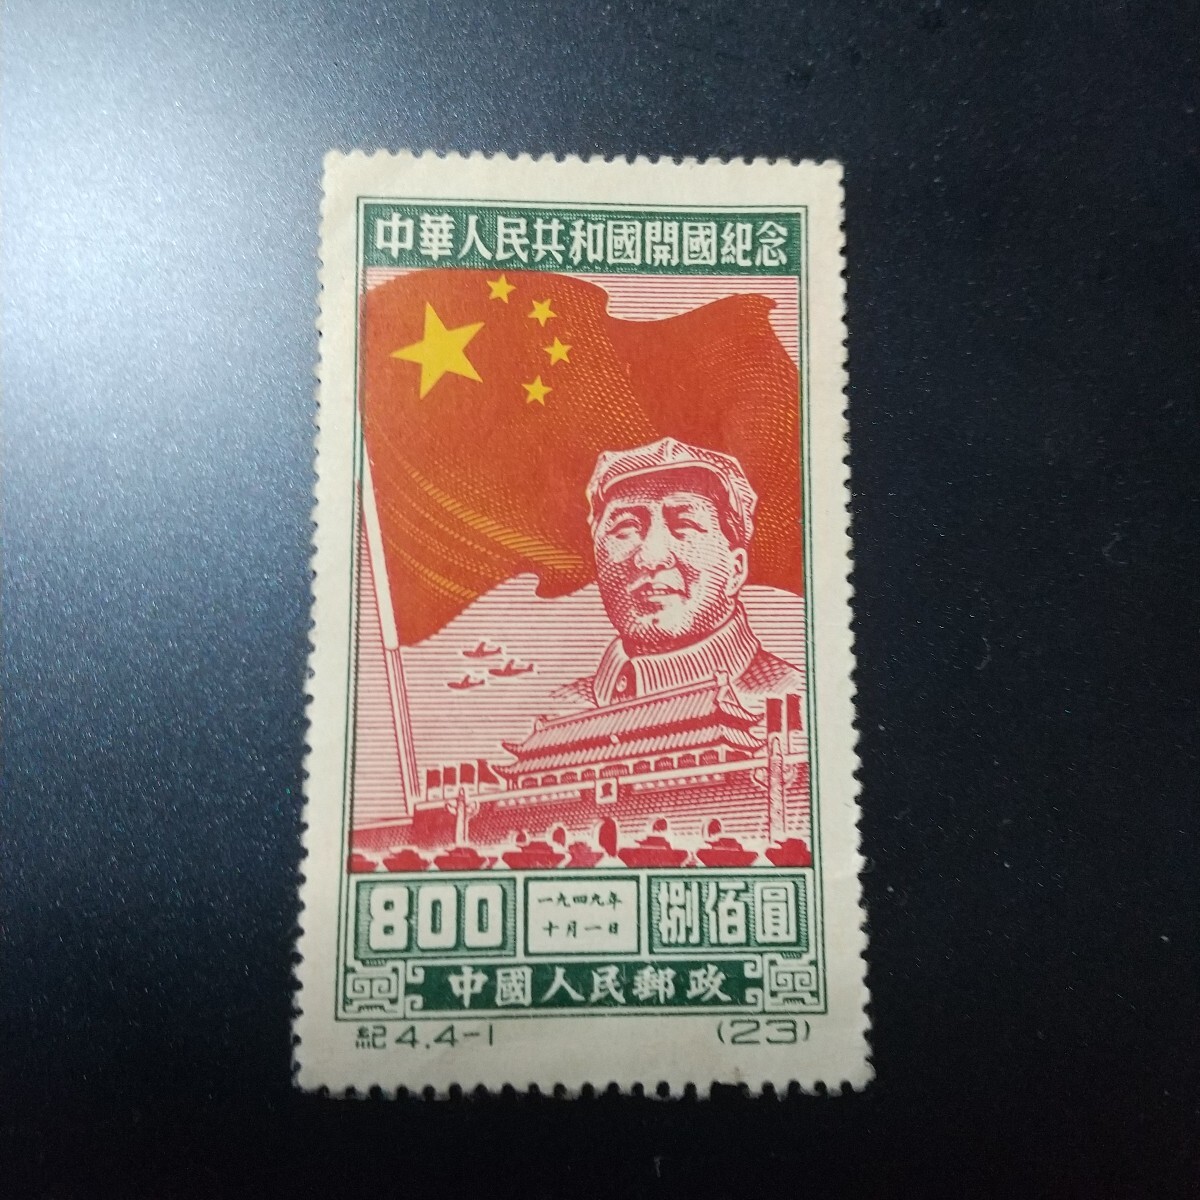 中華人民共和國開國紀念
800 一九四九年 捌佰圓
十月一日
中國人民郵政
紀4.4-1 (23)